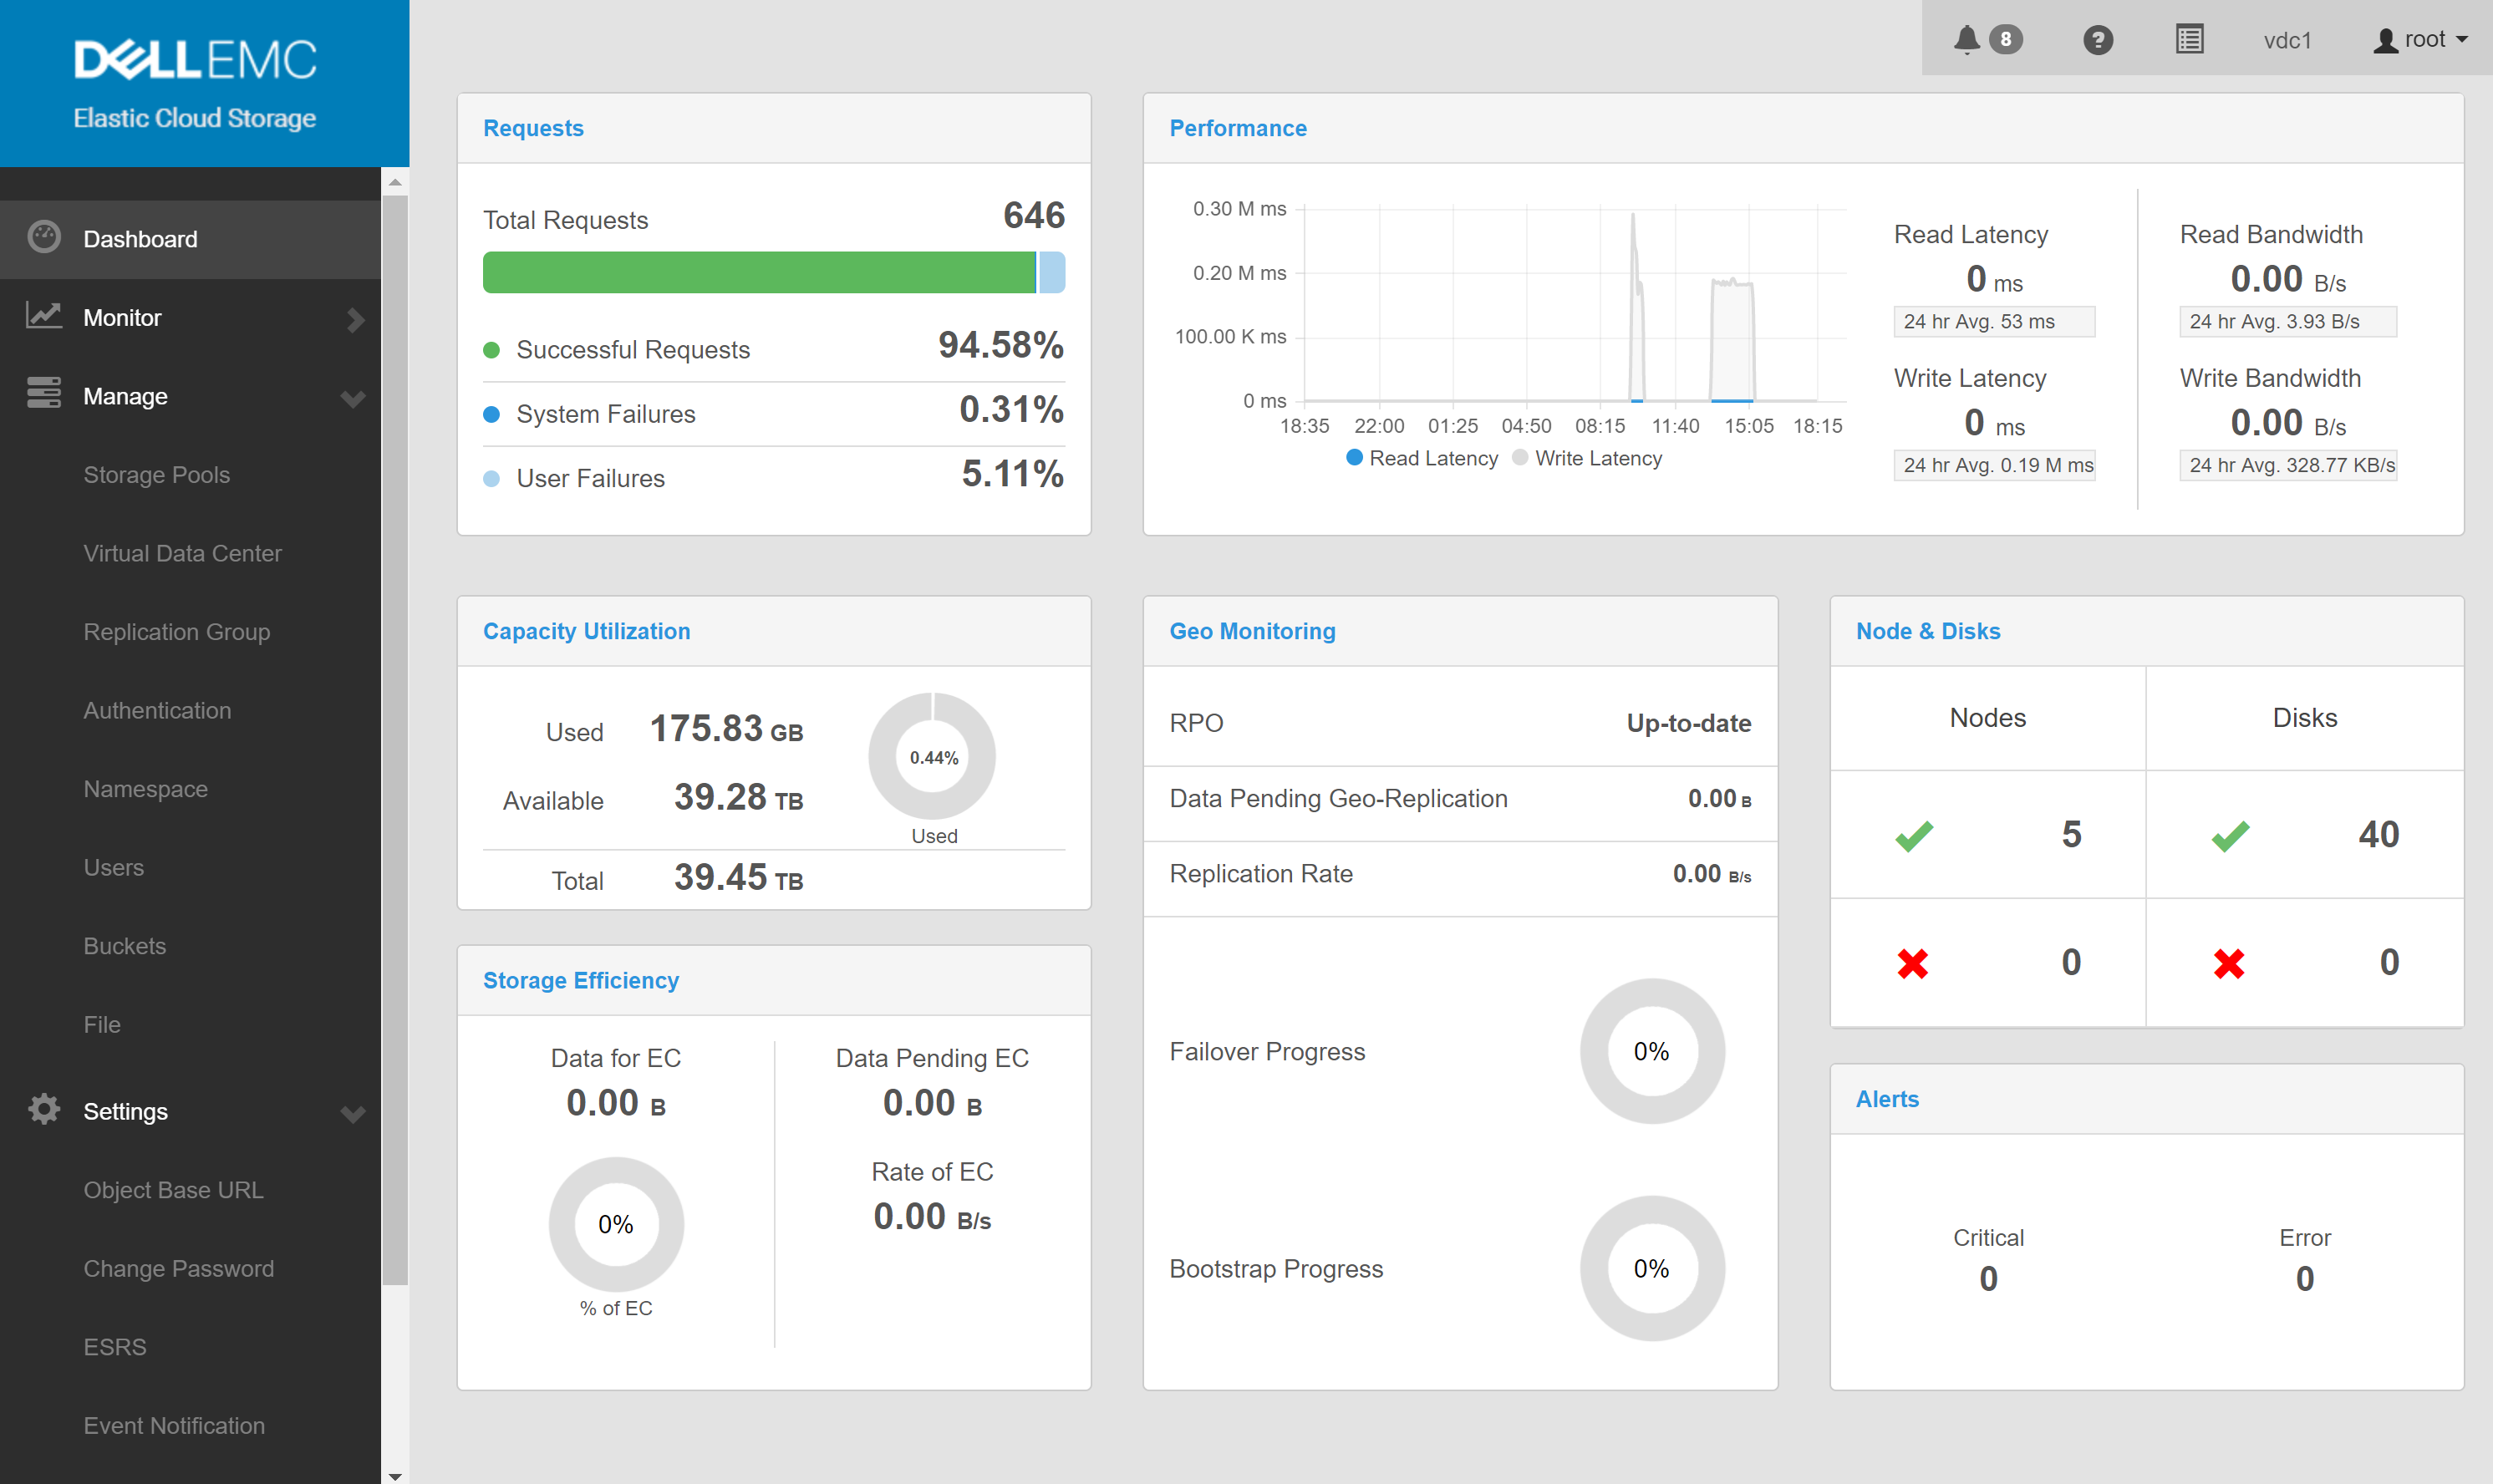 DELLEMC
Elastic Cloud Storage
Dashboard
Monitor
Manage
Storage Pools
Virtual Data Center
Replication Group
Authentication
Namespace
Users
Buckets
File
Settings
Object Base URL
Change Password
ESRS
Event Notification
8
?
vdc1
root
Requests
Total Requests 646
Successful Requests 94.58%
System Failures 0.31%
User Failures 5.11%
Performance
0.30 M ms
0.20 M ms
100.00 K ms
0 ms
18:35 22:00 01:25 04:50 08:15 11:40 15:05 18:15
Read Latency Write Latency
Read Latency
0 ms
24 hr Avg. 53 ms
Write Latency
0 ms
24 hr Avg. 0.19 M ms
Read Bandwidth
0.00 B/s
24 hr Avg. 3.93 B/s
Write Bandwidth
0.00 B/s
24 hr Avg. 328.77 KB/s
Capacity Utilization
Used 175.83 GB
Available 39.28 TB
0.44%
Used
Total 39.45 TB
Storage Efficiency
Data for EC
0.00 B
0%
% of EC
Data Pending EC
0.00 B
Rate of EC
0.00 B/s
Geo Monitoring
RPO Up-to-date
Data Pending Geo-Replication 0.00 B
Replication Rate 0.00 B/s
Failover Progress 0%
Bootstrap Progress 0%
Node & Disks
Nodes Disks
5 40
0 0
Alerts
Critical Error
0 0